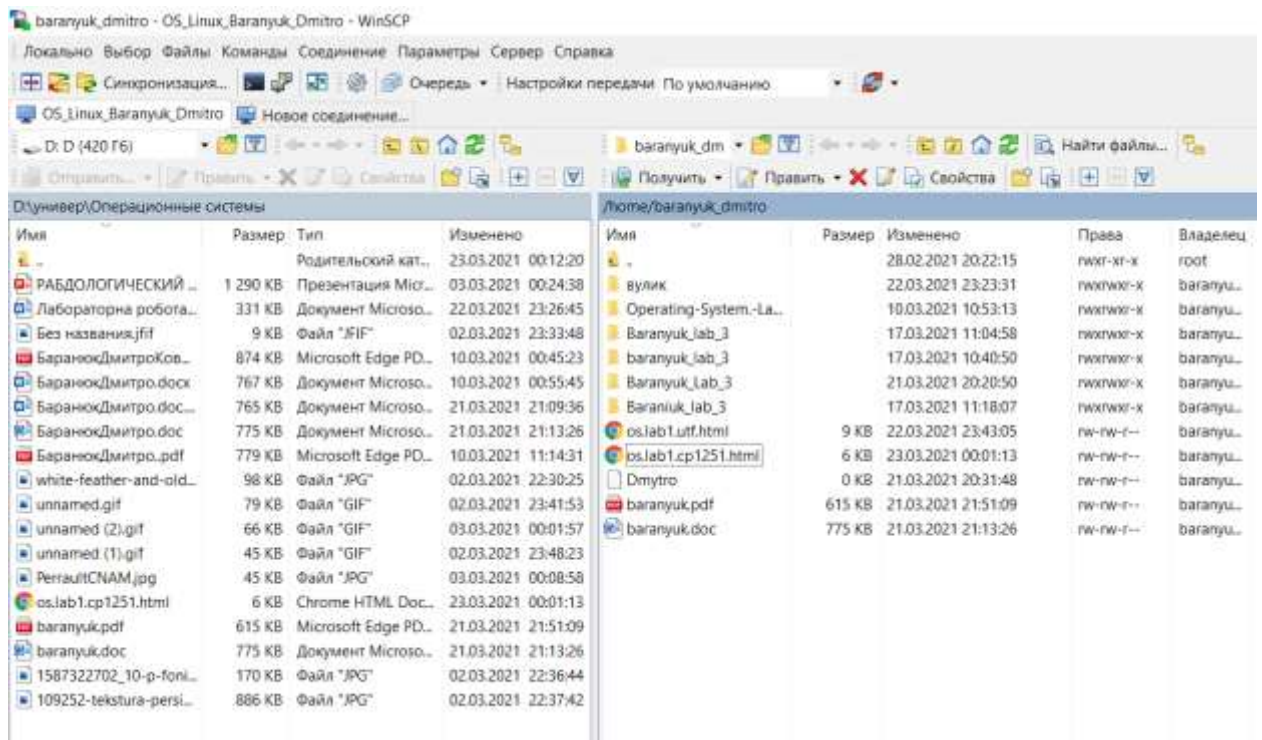 baranyuk_dmitro - OS_Linux_Baranyuk_Dmitro - WinSCP
Локально Выбор Файлы Команды Соединение Параметры Сервер Справка
Синхронизация... Очередь Настройки передачи По умолчанию
OS_Linux_Baranyuk_Dmitro Новое соединение...
D: D (420 Гб) baranyuk_dm Найти файлы...
Отправить... Править Свойства Получить Править Свойства
D:\универ\Операционные системы /home/baranyuk_dmitro
Имя Размер Тип Изменено Имя Размер Изменено Права Владелец
.. Родительский кат... 23.03.2021 00:12:20 .. 28.02.2021 20:22:15 rwxr-xr-x root
РАБДОЛОГИЧЕСКИЙ ... 1 290 KB Презентация Micr... 03.03.2021 00:24:38 вулик 22.03.2021 23:23:31 rwxrwxr-x baranyu...
Лабораторна робота... 331 KB Документ Microso... 22.03.2021 23:26:45 Operating-System.-La... 10.03.2021 10:53:13 rwxrwxr-x baranyu...
Без названия.jfif 9 KB Файл "JFIF" 02.03.2021 23:33:48 Baranyuk_lab_3 17.03.2021 11:04:58 rwxrwxr-x baranyu...
БаранюкДмитроКов... 874 KB Microsoft Edge PD... 10.03.2021 00:45:23 baranyuk_lab_3 17.03.2021 10:40:50 rwxrwxr-x baranyu...
БаранюкДмитро.docx 767 KB Документ Microso... 10.03.2021 00:55:45 Baranyuk_Lab_3 21.03.2021 20:20:50 rwxrwxr-x baranyu...
БаранюкДмитро.doc... 765 KB Документ Microso... 21.03.2021 21:09:36 Baraniuk_lab_3 17.03.2021 11:18:07 rwxrwxr-x baranyu...
БаранюкДмитро.doc 775 KB Документ Microso... 21.03.2021 21:13:26 os.lab1.utf.html 9 KB 22.03.2021 23:43:05 rw-rw-r-- baranyu...
БаранюкДмитро..pdf 779 KB Microsoft Edge PD... 10.03.2021 11:14:31 os.lab1.cp1251.html 6 KB 23.03.2021 00:01:13 rw-rw-r-- baranyu...
white-feather-and-old... 98 KB Файл "JPG" 02.03.2021 22:30:25 Dmytro 0 KB 21.03.2021 20:31:48 rw-rw-r-- baranyu...
unnamed.gif 79 KB Файл "GIF" 02.03.2021 23:41:53 baranyuk.pdf 615 KB 21.03.2021 21:51:09 rw-rw-r-- baranyu...
unnamed (2).gif 66 KB Файл "GIF" 03.03.2021 00:01:57 baranyuk.doc 775 KB 21.03.2021 21:13:26 rw-rw-r-- baranyu...
unnamed (1).gif 45 KB Файл "GIF" 02.03.2021 23:48:23
PerraultCNAM.jpg 45 KB Файл "JPG" 03.03.2021 00:08:58
os.lab1.cp1251.html 6 KB Chrome HTML Doc... 23.03.2021 00:01:13
baranyuk.pdf 615 KB Microsoft Edge PD... 21.03.2021 21:51:09
baranyuk.doc 775 KB Документ Microso... 21.03.2021 21:13:26
1587322702_10-p-foni... 170 KB Файл "JPG" 02.03.2021 22:36:44
109252-tekstura-persi... 886 KB Файл "JPG" 02.03.2021 22:37:42